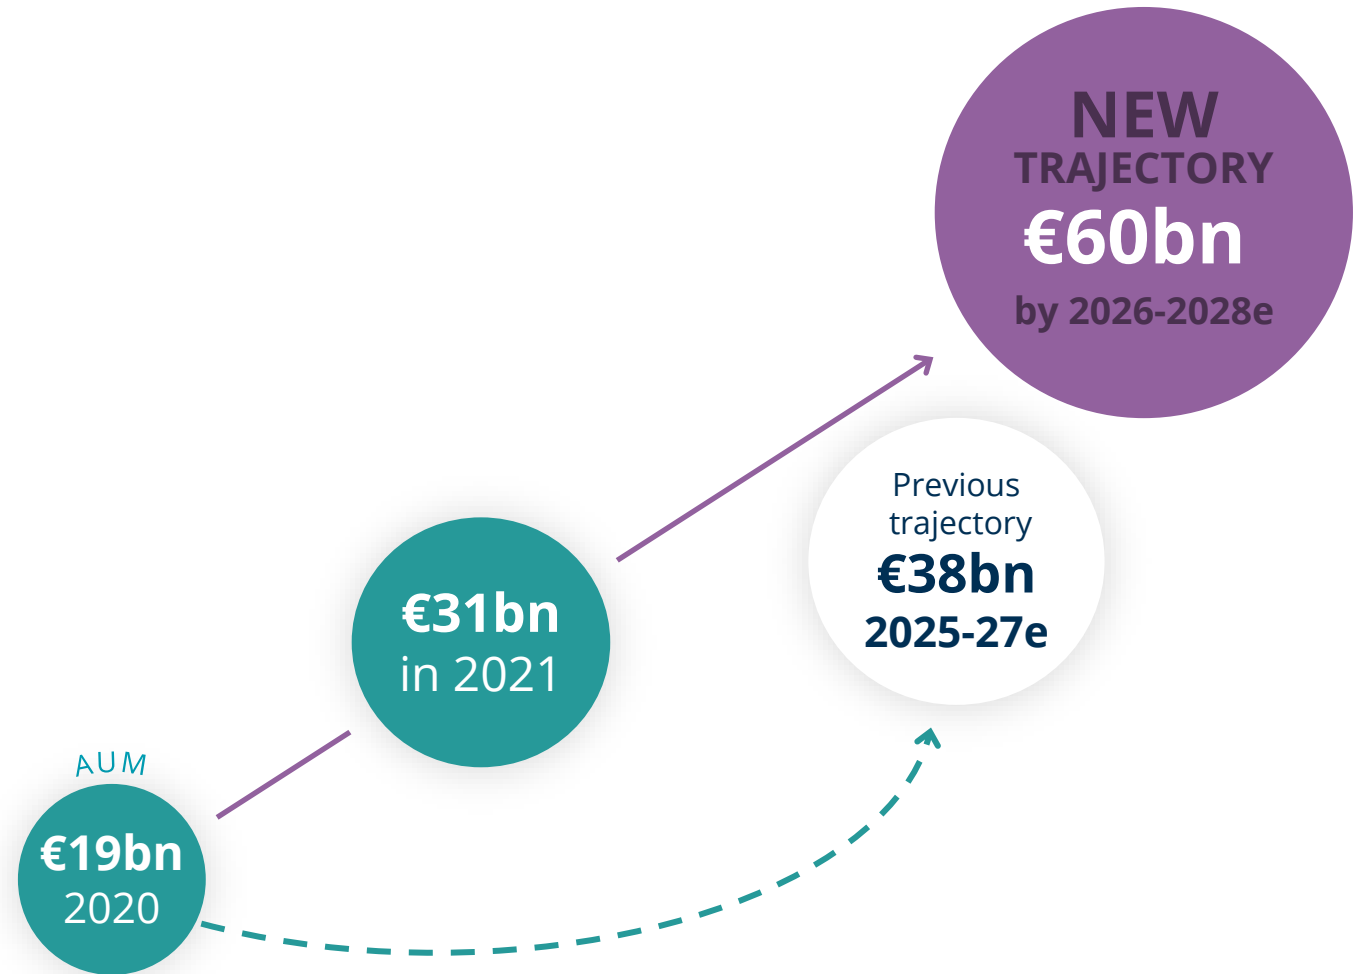 NEW
TRAJECTORY
€60bn
by 2026-2028e
Previous
trajectory
€38bn
2025-27e
€31bn
in 2021
AUM
€19bn
2020